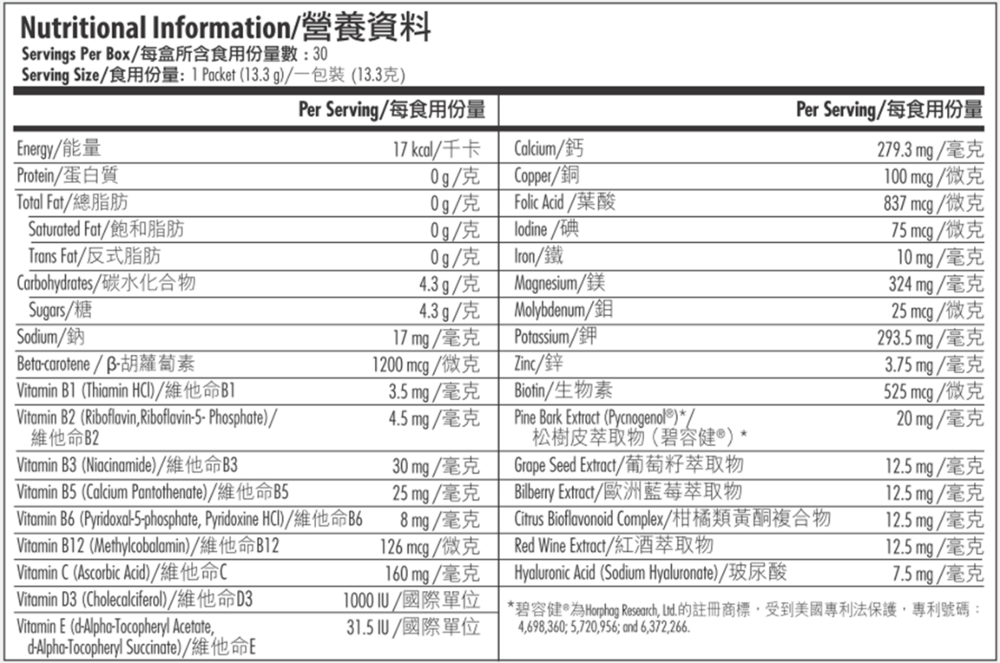 Nutritional Information/營養資料
Servings Per Box/每盒所含食用份量數：30
Serving Size/食用份量: 1 Packet (13.3 g)/一包裝 (13.3克)
Per Serving/每食用份量
Energy/能量 17 kcal/千卡
Protein/蛋白質 0 g/克
Total Fat/總脂肪 0 g/克
Saturated Fat/飽和脂肪 0 g/克
Trans Fat/反式脂肪 0 g/克
Carbohydrates/碳水化合物 4.3 g/克
Sugars/糖 4.3 g/克
Sodium/鈉 17 mg/毫克
Beta-carotene / β-胡蘿蔔素 1200 mcg/微克
Vitamin B1 (Thiamin HCl)/維他命B1 3.5 mg/毫克
Vitamin B2 (Riboflavin,Riboflavin-5- Phosphate)/ 4.5 mg/毫克
維他命B2
Vitamin B3 (Niacinamide)/維他命B3 30 mg/毫克
Vitamin B5 (Calcium Pantothenate)/維他命B5 25 mg/毫克
Vitamin B6 (Pyridoxal-5-phosphate, Pyridoxine HCl)/維他命B6 8 mg/毫克
Vitamin B12 (Methylcobalamin)/維他命B12 126 mcg/微克
Vitamin C (Ascorbic Acid)/維他命C 160 mg/毫克
Vitamin D3 (Cholecalciferol)/維他命D3 1000 IU/國際單位
Vitamin E (d-Alpha-Tocopheryl Acetate, 31.5 IU/國際單位
d-Alpha-Tocopheryl Succinate)/維他命E
Per Serving/每食用份量
Calcium/鈣 279.3 mg/毫克
Copper/銅 100 mcg/微克
Folic Acid /葉酸 837 mcg/微克
Iodine /碘 75 mcg/微克
Iron/鐵 10 mg/毫克
Magnesium/鎂 324 mg/毫克
Molybdenum/鉬 25 mcg/微克
Potassium/鉀 293.5 mg/毫克
Zinc/鋅 3.75 mg/毫克
Biotin/生物素 525 mcg/微克
Pine Bark Extract (Pycnogenol®)*/ 20 mg/毫克
松樹皮萃取物（碧容健®）*
Grape Seed Extract/葡萄籽萃取物 12.5 mg/毫克
Bilberry Extract/歐洲藍莓萃取物 12.5 mg/毫克
Citrus Bioflavonoid Complex/柑橘類黃酮複合物 12.5 mg/毫克
Red Wine Extract/紅酒萃取物 12.5 mg/毫克
Hyaluronic Acid (Sodium Hyaluronate)/玻尿酸 7.5 mg/毫克
*碧容健®為Horphag Research, Ltd.的註冊商標，受到美國專利法保護，專利號碼：
4,698,360; 5,720,956; and 6,372,266.